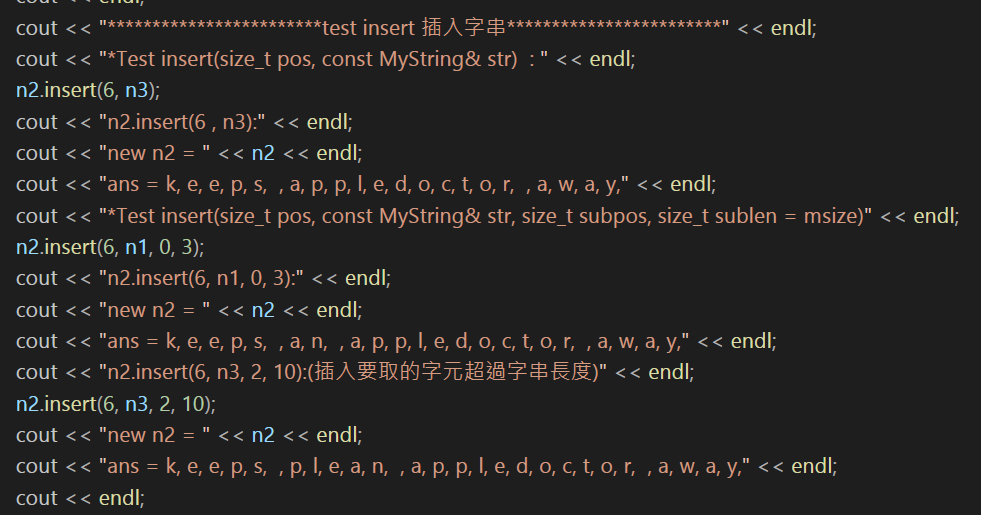 cout << endl;
cout << "************************test insert 插入字串************************" << endl;
cout << "*Test insert(size_t pos, const MyString& str)  : " << endl;
n2.insert(6, n3);
cout << "n2.insert(6 , n3):" << endl;
cout << "new n2 = " << n2 << endl;
cout << "ans = k, e, e, p, s,  , a, p, p, l, e, d, o, c, t, o, r,  , a, w, a, y," << endl;
cout << "*Test insert(size_t pos, const MyString& str, size_t subpos, size_t sublen = msize)" << endl;
n2.insert(6, n1, 0, 3);
cout << "n2.insert(6, n1, 0, 3):" << endl;
cout << "new n2 = " << n2 << endl;
cout << "ans = k, e, e, p, s,  , a, n,  , a, p, p, l, e, d, o, c, t, o, r,  , a, w, a, y," << endl;
cout << "n2.insert(6, n3, 2, 10):(插入要取的字元超過字串長度)" << endl;
n2.insert(6, n3, 2, 10);
cout << "new n2 = " << n2 << endl;
cout << "ans = k, e, e, p, s,  , p, l, e, a, n,  , a, p, p, l, e, d, o, c, t, o, r,  , a, w, a, y," << endl;
cout << endl;